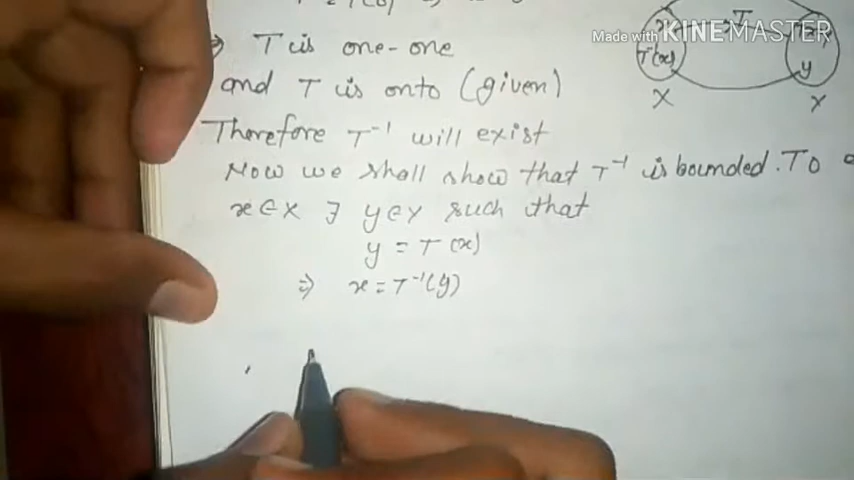 T is one-one
and T is onto (given)
Therefore T⁻¹ will exist
Now we shall show that T⁻¹ is bounded. To
x∈X ∃ y∈Y such that
y = T(x)
⇒ x = T⁻¹(y)
Made with KINEMASTER
T
T⁻¹(x)
y
X
Y